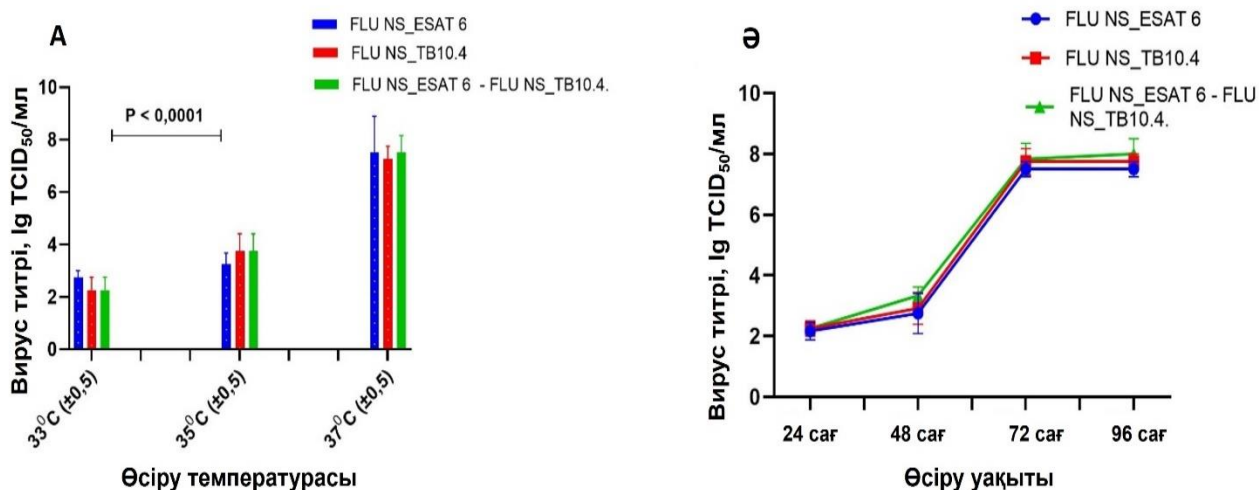 A
FLU NS_ESAT 6
FLU NS_TB10.4
FLU NS_ESAT 6 - FLU NS_TB10.4.
P < 0,0001
Вирус титрі, lg TCID₅₀/мл
10
8
6
4
2
0
33⁰C (±0,5)
35⁰C (±0,5)
37⁰C (±0,5)
Өсіру температурасы
Ә
FLU NS_ESAT 6
FLU NS_TB10.4
FLU NS_ESAT 6 - FLU
NS_TB10.4.
Вирус титрі, lg TCID₅₀/мл
10
8
6
4
2
0
24 сағ
48 сағ
72 сағ
96 сағ
Өсіру уақыты